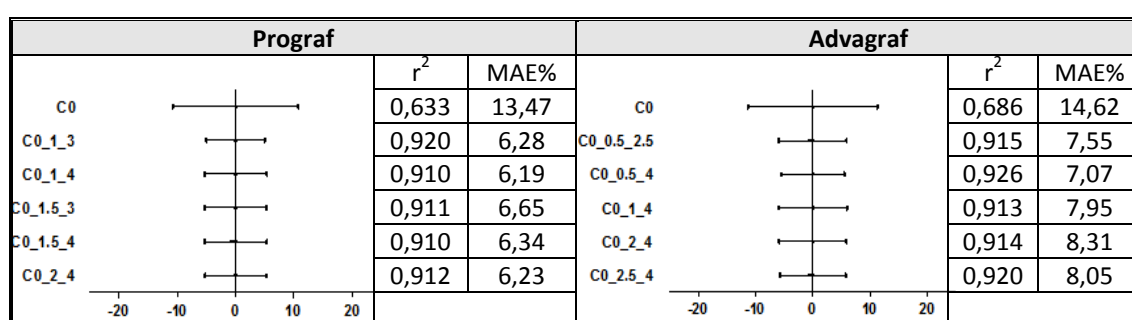 Prograf Advagraf
r2 MAE% r2 MAE%
C0 0,633 13,47 C0 0,686 14,62
C0_1_3 0,920 6,28 C0_0.5_2.5 0,915 7,55
C0_1_4 0,910 6,19 C0_0.5_4 0,926 7,07
C0_1.5_3 0,911 6,65 C0_1_4 0,913 7,95
C0_1.5_4 0,910 6,34 C0_2_4 0,914 8,31
C0_2_4 0,912 6,23 C0_2.5_4 0,920 8,05
-20 -10 0 10 20 -20 -10 0 10 20